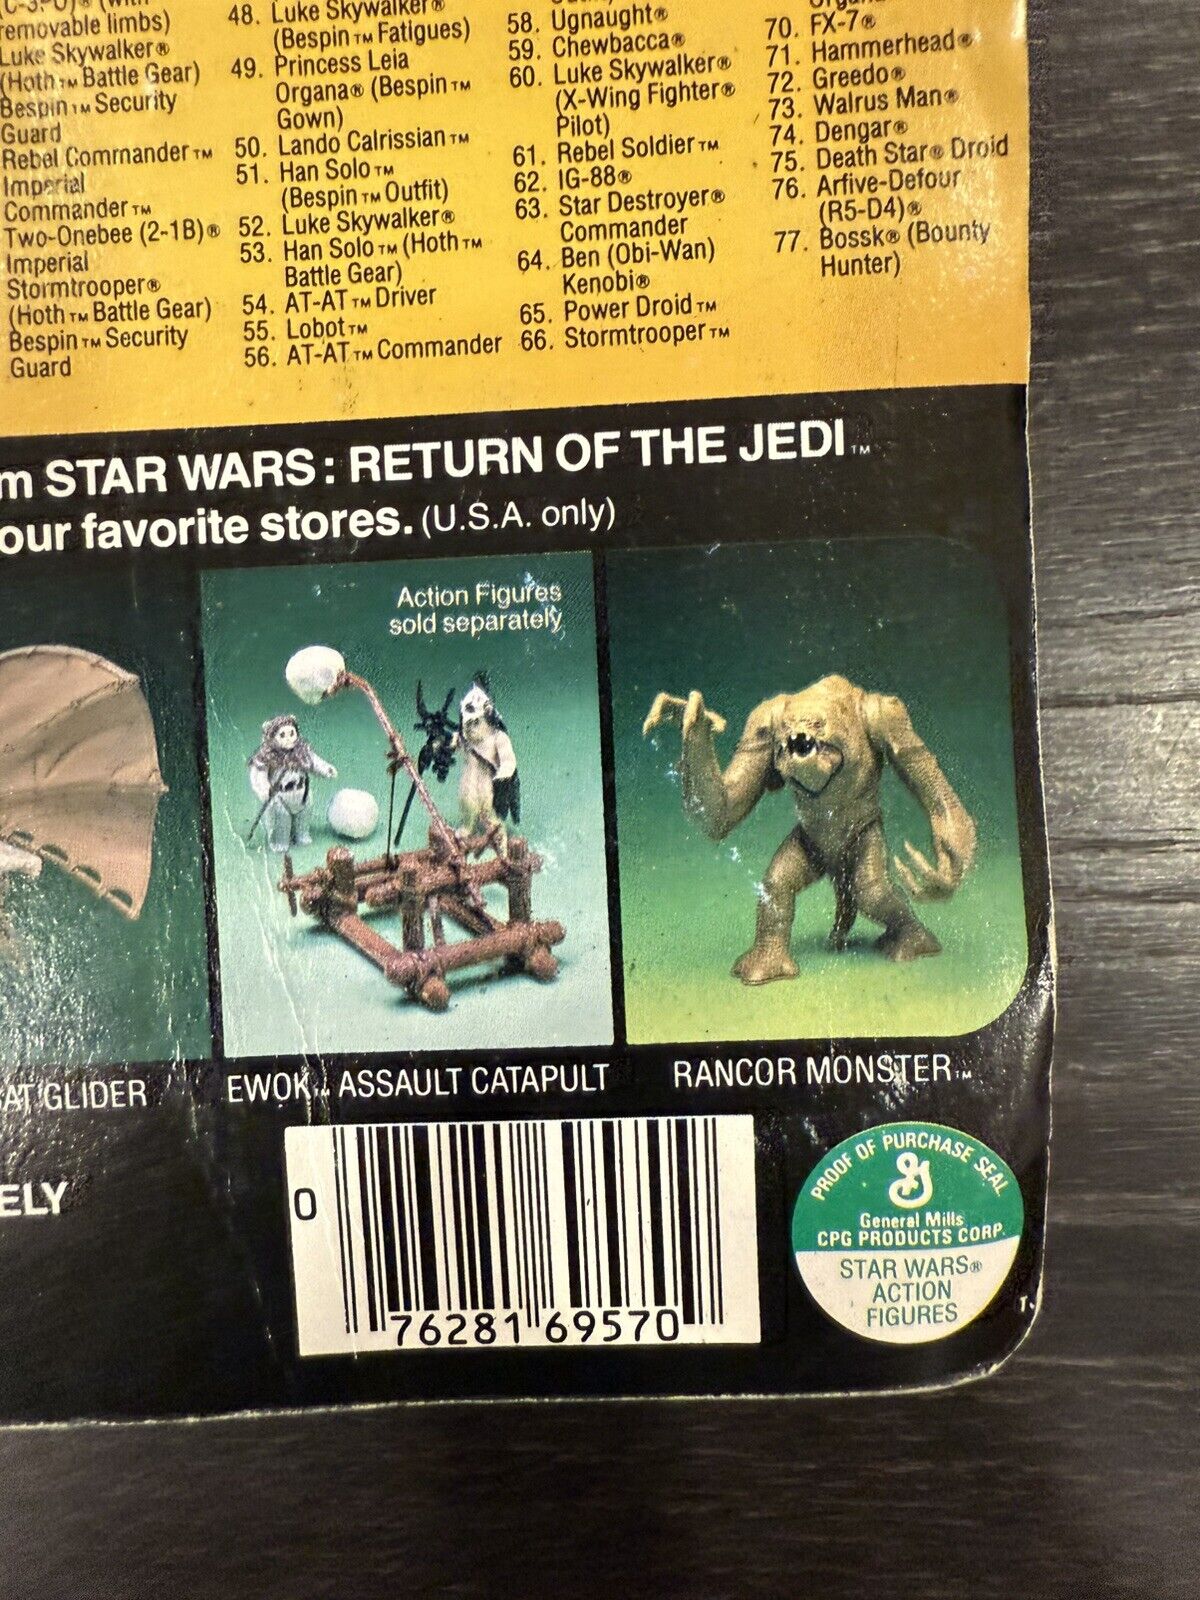 (C-3PO)® (with
removable limbs)
Luke Skywalker®
(Hoth™ Battle Gear)
Bespin™ Security
Guard
Rebel Commander™
Imperial
Commander™
Two-Onebee (2-1B)®
Imperial
Stormtrooper®
(Hoth™ Battle Gear)
Bespin™ Security
Guard
48. Luke Skywalker®
(Bespin™ Fatigues)
49. Princess Leia
Organa® (Bespin™
Gown)
50. Lando Calrissian™
51. Han Solo™
(Bespin™ Outfit)
52. Luke Skywalker®
53. Han Solo™ (Hoth™
Battle Gear)
54. AT-AT™ Driver
55. Lobot™
56. AT-AT™ Commander
58. Ugnaught®
59. Chewbacca®
60. Luke Skywalker®
(X-Wing Fighter®
Pilot)
61. Rebel Soldier™
62. IG-88®
63. Star Destroyer®
Commander
64. Ben (Obi-Wan)
Kenobi®
65. Power Droid™
66. Stormtrooper™
70. FX-7®
71. Hammerhead®
72. Greedo®
73. Walrus Man®
74. Dengar®
75. Death Star® Droid
76. Arfive-Defour
(R5-D4)®
77. Bossk® (Bounty
Hunter)
m STAR WARS: RETURN OF THE JEDI™
our favorite stores. (U.S.A. only)
Action Figures
sold separately
AT GLIDER
EWOK™ ASSAULT CATAPULT
RANCOR MONSTER™
ELY
0 76281 69570
PROOF OF PURCHASE SEAL
General Mills
CPG PRODUCTS CORP.
STAR WARS®
ACTION
FIGURES